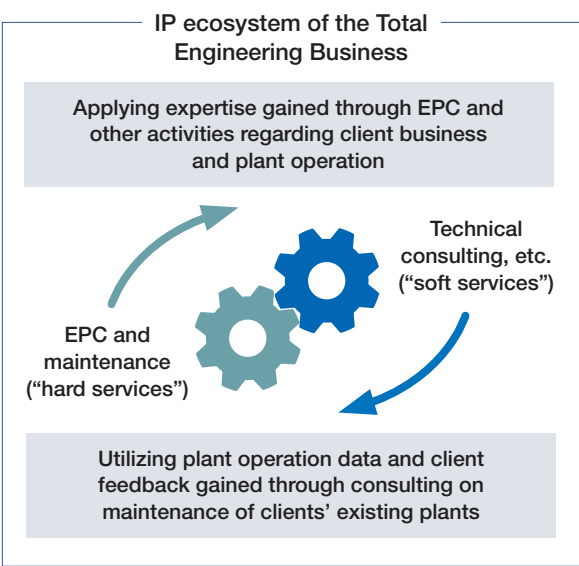 IP ecosystem of the Total
Engineering Business
Applying expertise gained through EPC and
other activities regarding client business
and plant operation
Technical
consulting, etc.
(“soft services”)
EPC and
maintenance
(“hard services”)
Utilizing plant operation data and client
feedback gained through consulting on
maintenance of clients’ existing plants